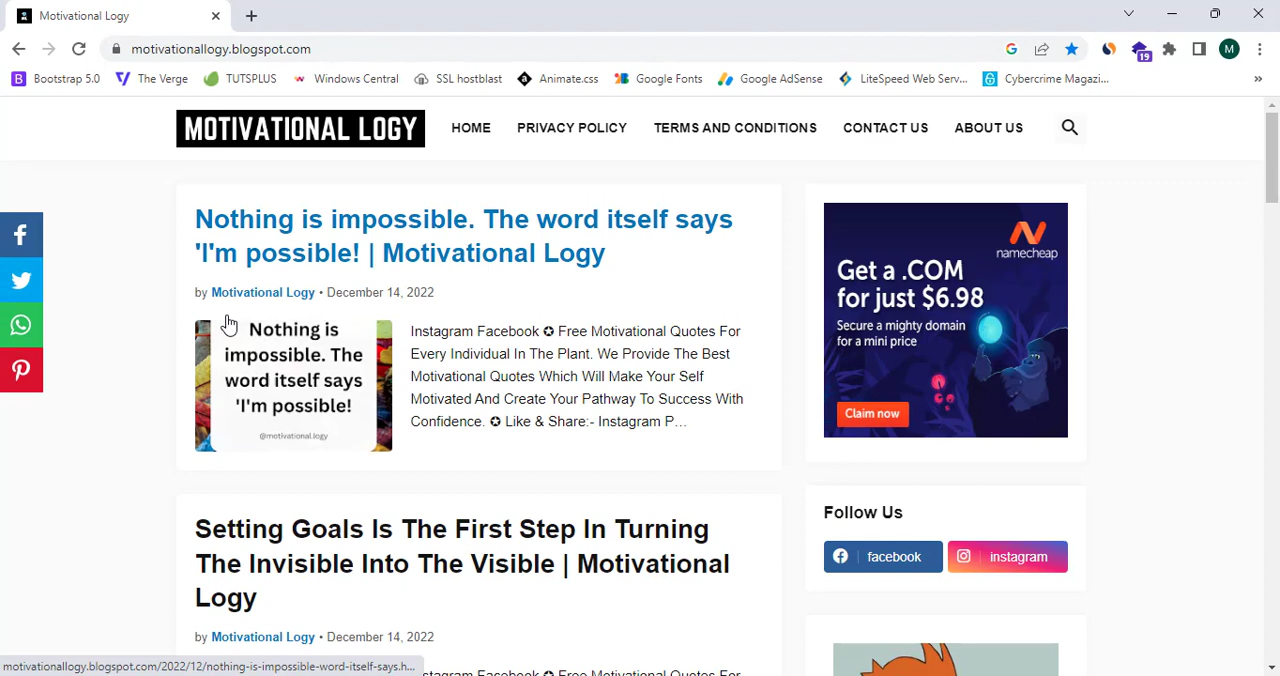 Motivational Logy
motivationallogy.blogspot.com
19
M
B Bootstrap 5.0
The Verge
TUTSPLUS
Windows Central
SSL hostblast
Animate.css
Google Fonts
Google AdSense
LiteSpeed Web Serv...
Cybercrime Magazi...
»
MOTIVATIONAL LOGY
HOME
PRIVACY POLICY
TERMS AND CONDITIONS
CONTACT US
ABOUT US
Nothing is impossible. The word itself says
'I'm possible! | Motivational Logy
by Motivational Logy • December 14, 2022
Nothing is
impossible. The
word itself says
'I'm possible!
@motivational.logy
Instagram Facebook ✪ Free Motivational Quotes For
Every Individual In The Plant. We Provide The Best
Motivational Quotes Which Will Make Your Self
Motivated And Create Your Pathway To Success With
Confidence. ✪ Like & Share:- Instagram P...
Setting Goals Is The First Step In Turning
The Invisible Into The Visible | Motivational
Logy
by Motivational Logy • December 14, 2022
stagram Facebook ✪ Free Motivational Quotes For
namecheap
Get a .COM
for just $6.98
Secure a mighty domain
for a mini price
Claim now
Follow Us
facebook
instagram
motivationallogy.blogspot.com/2022/12/nothing-is-impossible-word-itself-says.h...